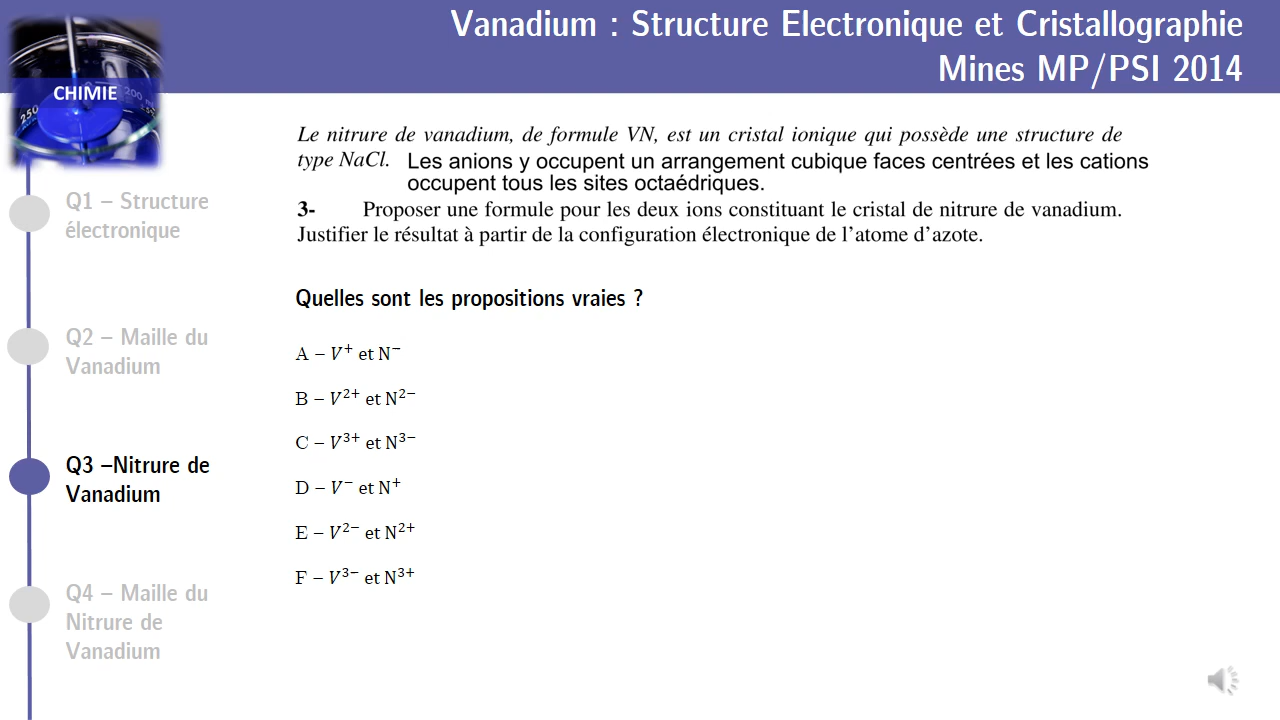 Vanadium : Structure Electronique et Cristallographie
Mines MP/PSI 2014
CHIMIE
250
200
Le nitrure de vanadium, de formule VN, est un cristal ionique qui possède une structure de
type NaCl. Les anions y occupent un arrangement cubique faces centrées et les cations
occupent tous les sites octaédriques.
3- Proposer une formule pour les deux ions constituant le cristal de nitrure de vanadium.
Justifier le résultat à partir de la configuration électronique de l'atome d'azote.
Quelles sont les propositions vraies ?
A – V⁺ et N⁻
B – V²⁺ et N²⁻
C – V³⁺ et N³⁻
D – V⁻ et N⁺
E – V²⁻ et N²⁺
F – V³⁻ et N³⁺
Q1 – Structure
électronique
Q2 – Maille du
Vanadium
Q3 –Nitrure de
Vanadium
Q4 – Maille du
Nitrure de
Vanadium